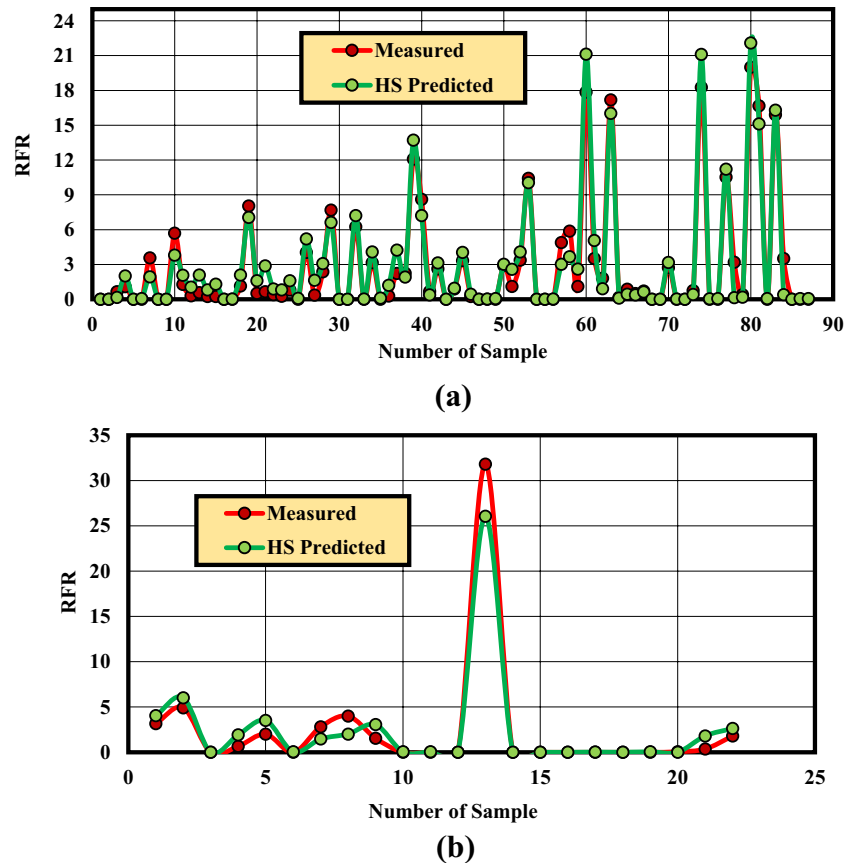 24
21
18
15
12
9
6
3
0
RFR
Measured
HS Predicted
0 10 20 30 40 50 60 70 80 90
Number of Sample
(a)
35
30
25
20
15
10
5
0
RFR
Measured
HS Predicted
0 5 10 15 20 25
Number of Sample
(b)